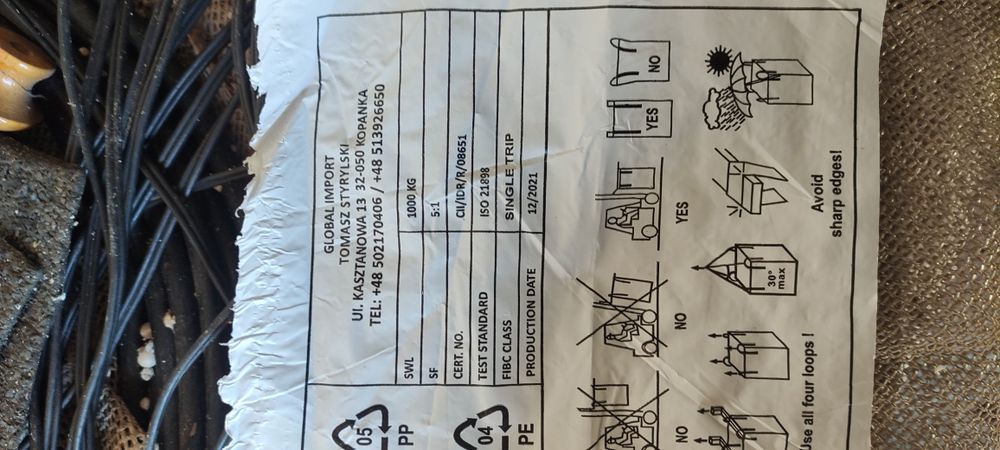 GLOBAL IMPORT
TOMASZ STYRYLSKI
Ul. KASZTANOWA 13 32-050 KOPANKA
TEL: +48 502170406 / +48 513926650
SWL 1000 KG
SF 5:1
CERT. NO. CII/IDR/R/08651
TEST STANDARD ISO 21898
FIBC CLASS SINGLE TRIP
PRODUCTION DATE 12/2021
05
PP
04
PE
NO
NO
YES
YES
NO
30°
max
Use all four loops !
Avoid
sharp edges!